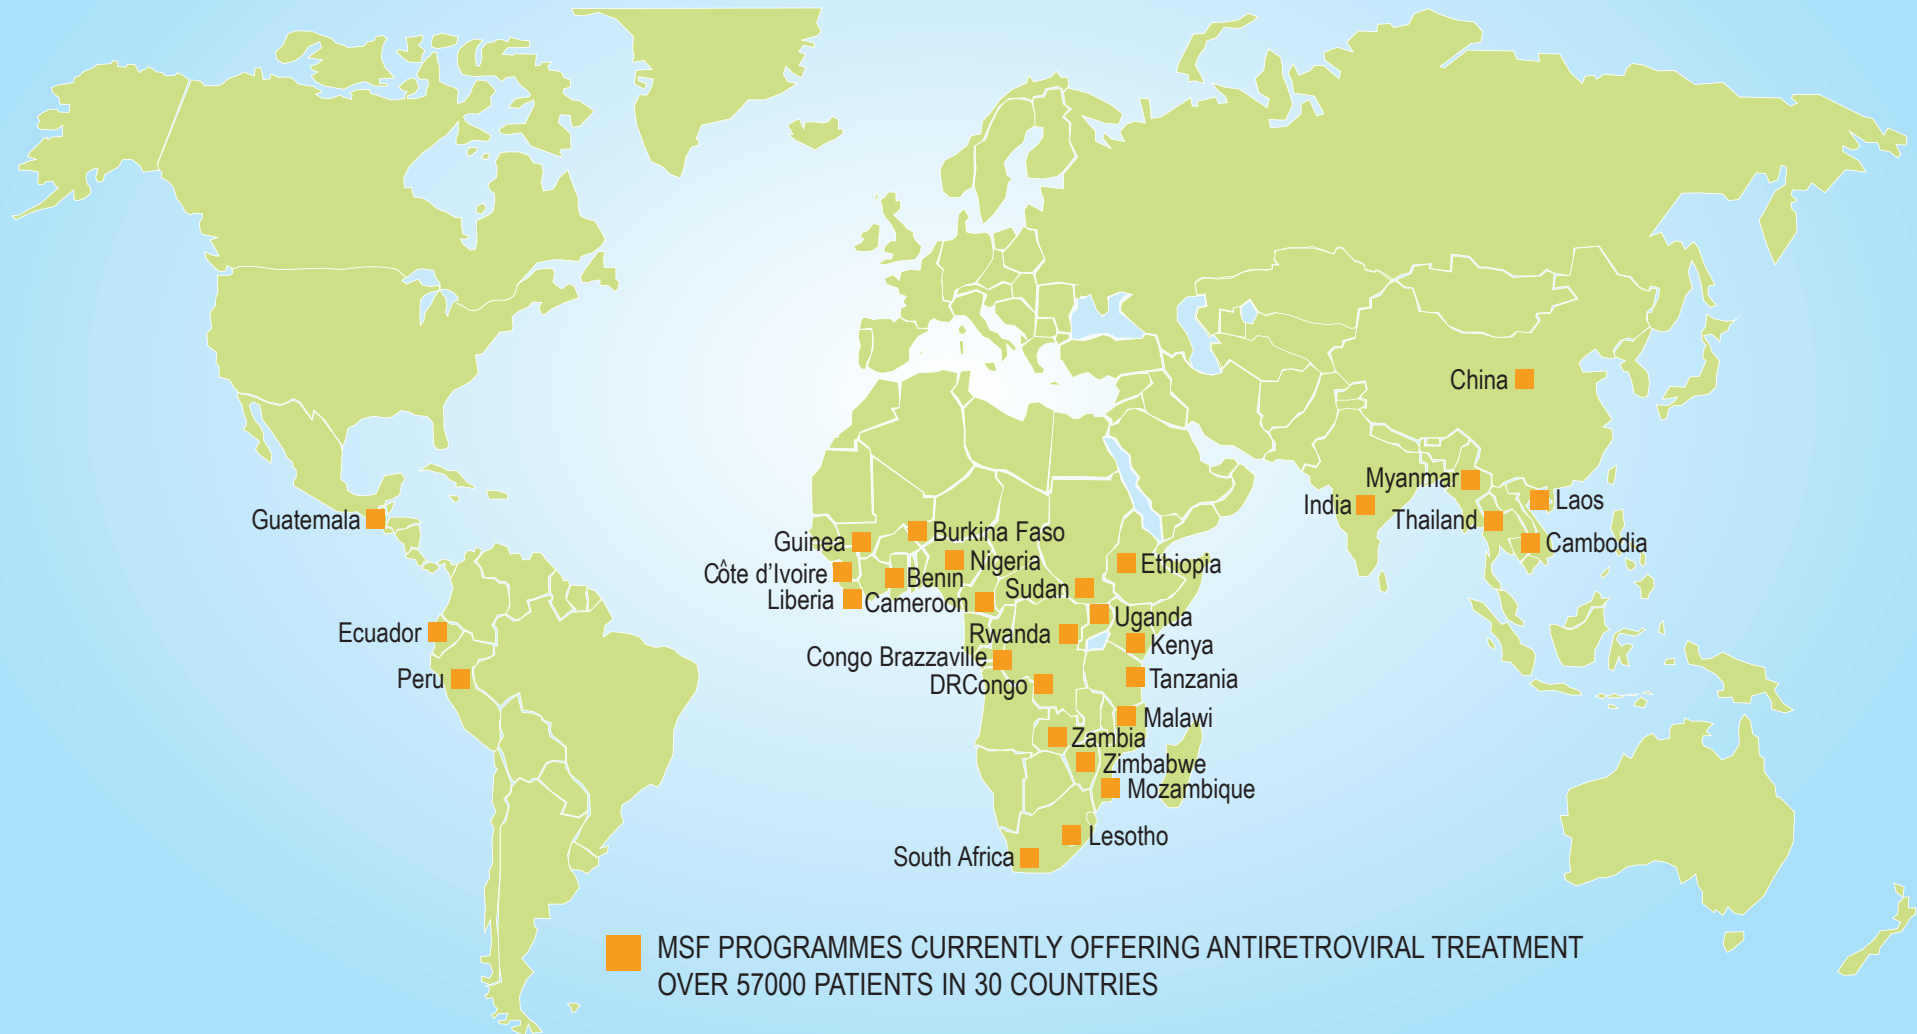 China
Myanmar
India
Laos
Thailand
Guatemala
Burkina Faso
Guinea
Cambodia
Nigeria
Ethiopia
Côte d'Ivoire
Benin
Sudan
Liberia
Cameroon
Uganda
Ecuador
Rwanda
Kenya
Congo Brazzaville
Peru
Tanzania
DRCongo
Malawi
Zambia
Zimbabwe
Mozambique
Lesotho
South Africa
MSF PROGRAMMES CURRENTLY OFFERING ANTIRETROVIRAL TREATMENT
OVER 57000 PATIENTS IN 30 COUNTRIES